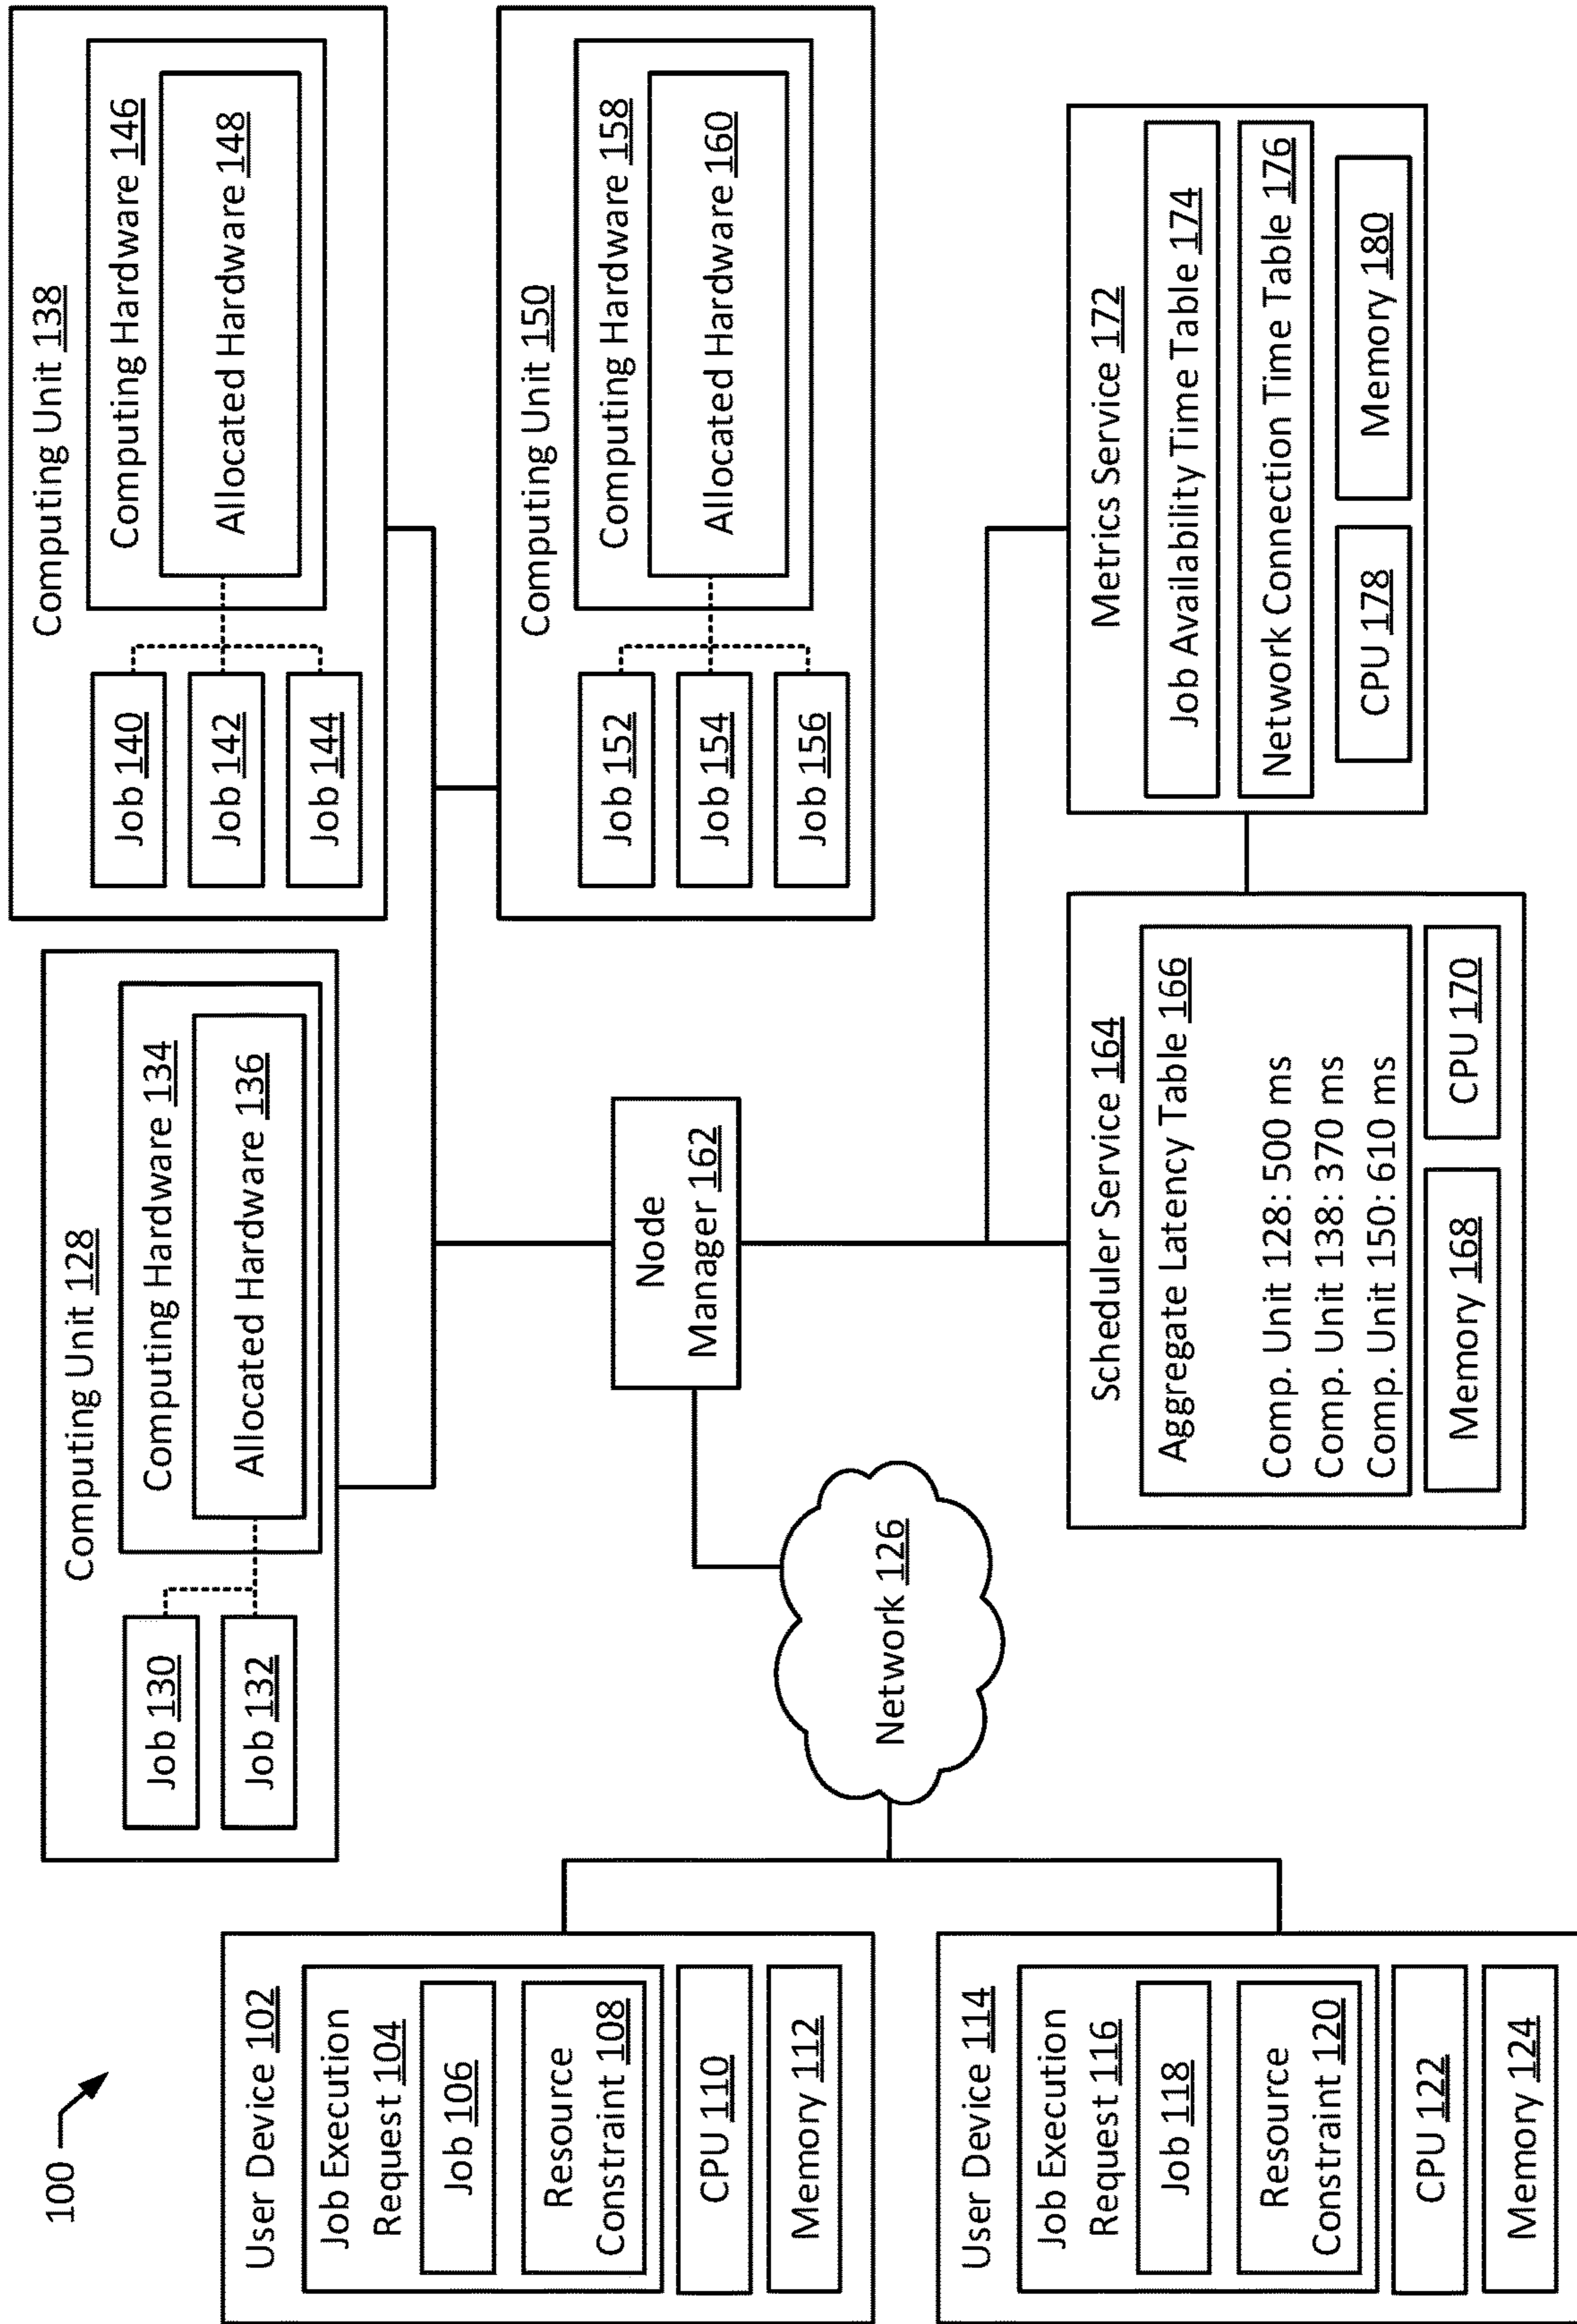 100
User Device 102
Job Execution
Request 104
Job 106
Resource
Constraint 108
CPU 110
Memory 112
User Device 114
Job Execution
Request 116
Job 118
Resource
Constraint 120
CPU 122
Memory 124
Network 126
Computing Unit 128
Job 130
Job 132
Computing Hardware 134
Allocated Hardware 136
Computing Unit 138
Job 140
Job 142
Job 144
Computing Hardware 146
Allocated Hardware 148
Computing Unit 150
Job 152
Job 154
Job 156
Computing Hardware 158
Allocated Hardware 160
Node
Manager 162
Scheduler Service 164
Aggregate Latency Table 166
Comp. Unit 128: 500 ms
Comp. Unit 138: 370 ms
Comp. Unit 150: 610 ms
Memory 168
CPU 170
Metrics Service 172
Job Availability Time Table 174
Network Connection Time Table 176
CPU 178
Memory 180